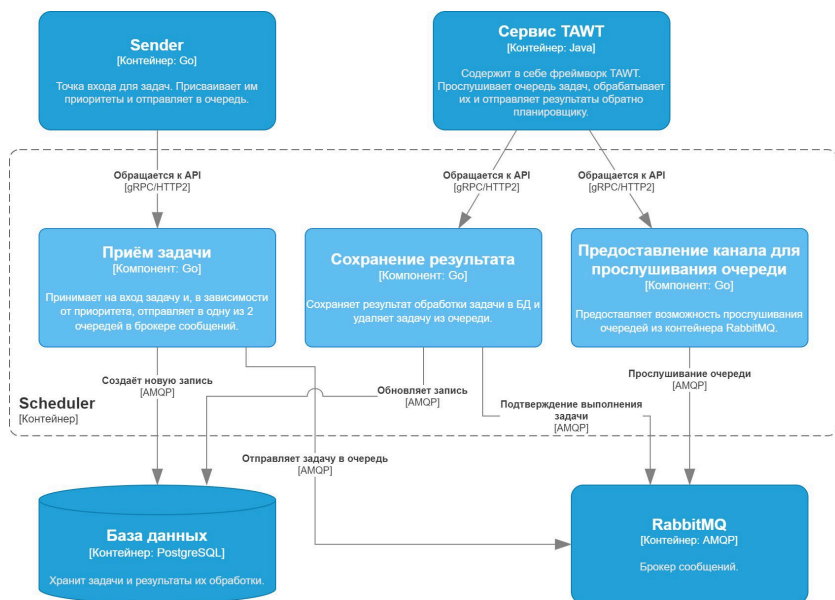 Sender
[Контейнер: Go]
Точка входа для задач. Присваивает им
приоритеты и отправляет в очередь.
Сервис TAWT
[Контейнер: Java]
Содержит в себе фреймворк TAWT.
Прослушивает очередь задач, обрабатывает
их и отправляет результаты обратно
планировщику.
Обращается к API
[gRPC/HTTP2]
Обращается к API
[gRPC/HTTP2]
Обращается к API
[gRPC/HTTP2]
Приём задачи
[Компонент: Go]
Принимает на вход задачу и, в зависимости
от приоритета, отправляет в одну из 2
очередей в брокере сообщений.
Сохранение результата
[Компонент: Go]
Сохраняет результат обработки задачи в БД и
удаляет задачу из очереди.
Предоставление канала для
прослушивания очереди
[Компонент: Go]
Предоставляет возможность прослушивания
очередей из контейнера RabbitMQ.
Создаёт новую запись
[AMQP]
Обновляет запись
[AMQP]
Прослушивание очереди
[AMQP]
Подтверждение выполнения
задачи
[AMQP]
Scheduler
[Контейнер]
Отправляет задачу в очередь
[AMQP]
База данных
[Контейнер: PostgreSQL]
Хранит задачи и результаты их обработки.
RabbitMQ
[Контейнер: AMQP]
Брокер сообщений.